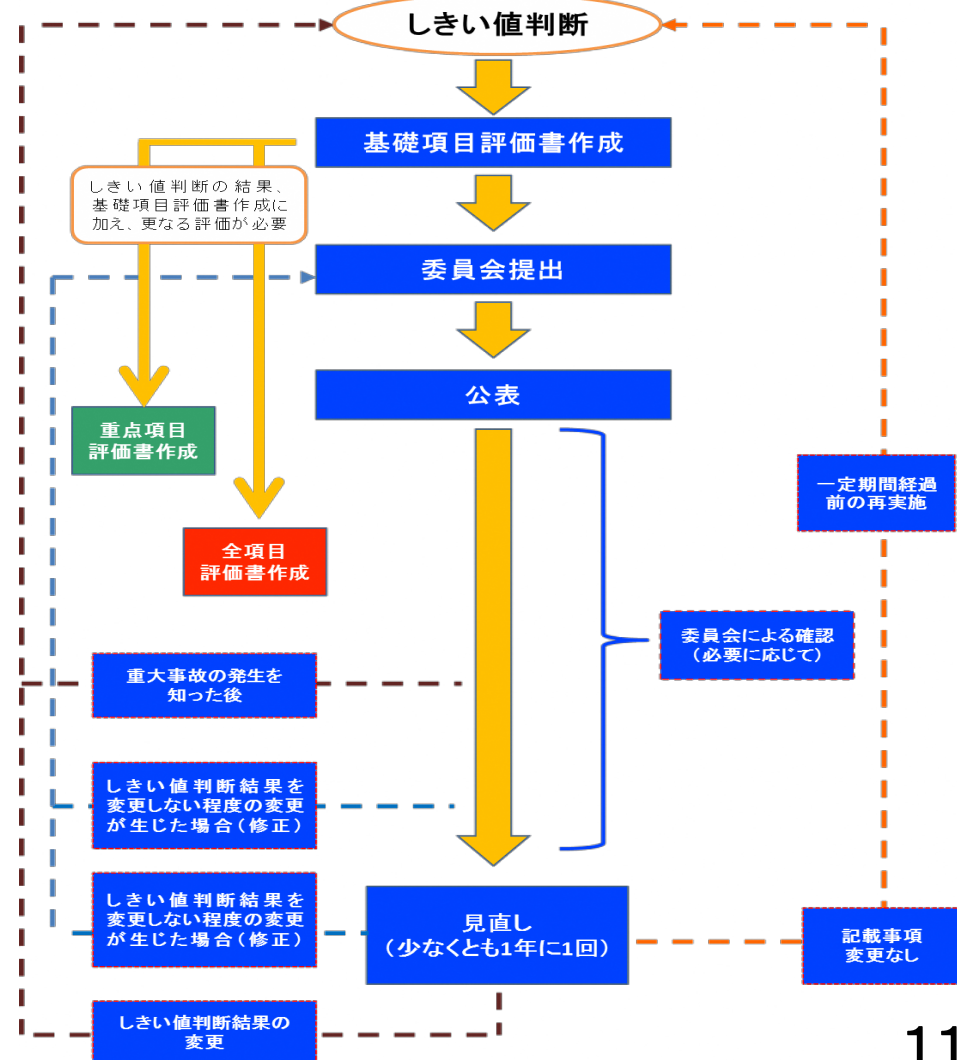 しきい値判断
基礎項目評価書作成
しきい値判断の結果、
基礎項目評価書作成に
加え、更なる評価が必要
委員会提出
公表
重点項目
評価書作成
一定期間経過
前の再実施
全項目
評価書作成
委員会による確認
（必要に応じて）
重大事故の発生を
知った後
しきい値判断結果を
変更しない程度の変更
が生じた場合（修正）
しきい値判断結果を
変更しない程度の変更
が生じた場合（修正）
見直し
（少なくとも1年に1回）
記載事項
変更なし
しきい値判断結果の
変更
11